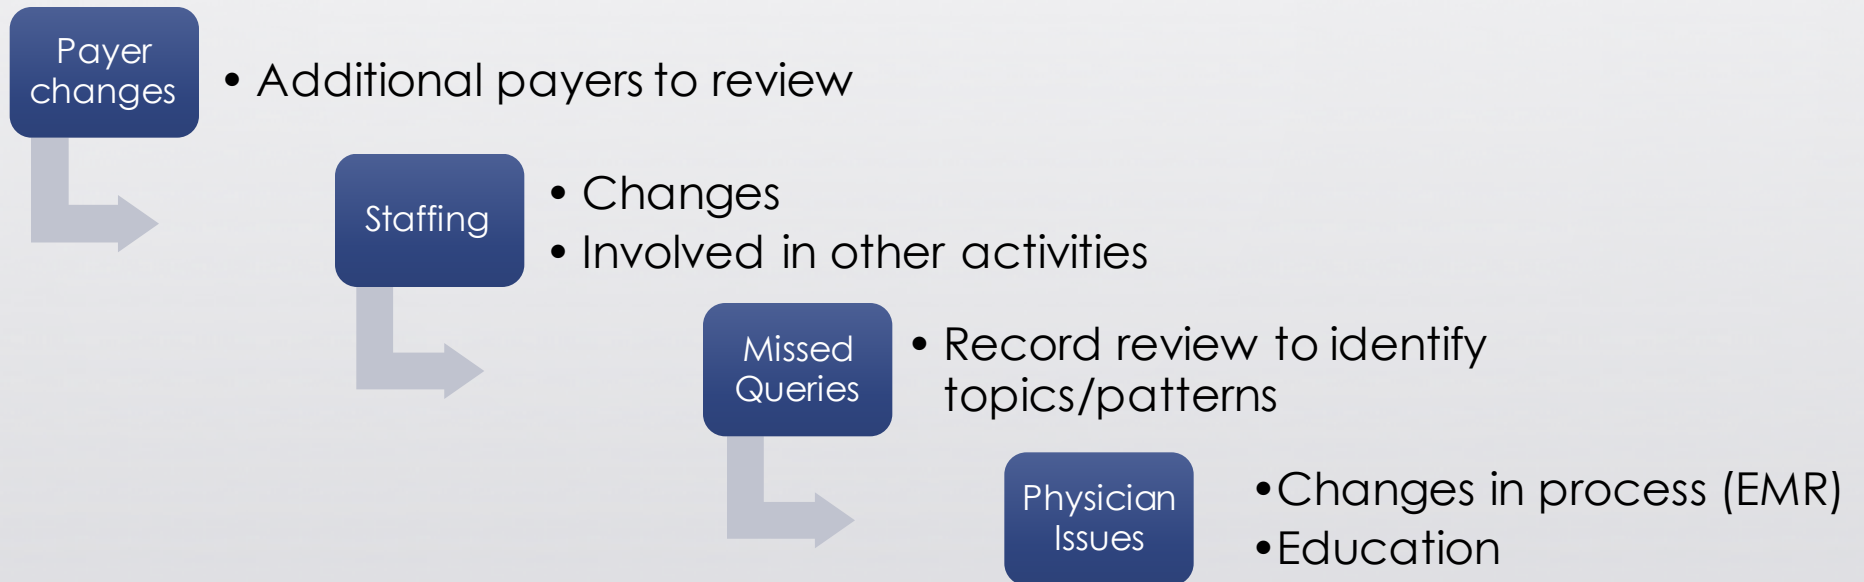 Payer
changes
• Additional payers to review
Staffing
• Changes
• Involved in other activities
Missed
Queries
• Record review to identify
topics/patterns
Physician
Issues
•Changes in process (EMR)
•Education